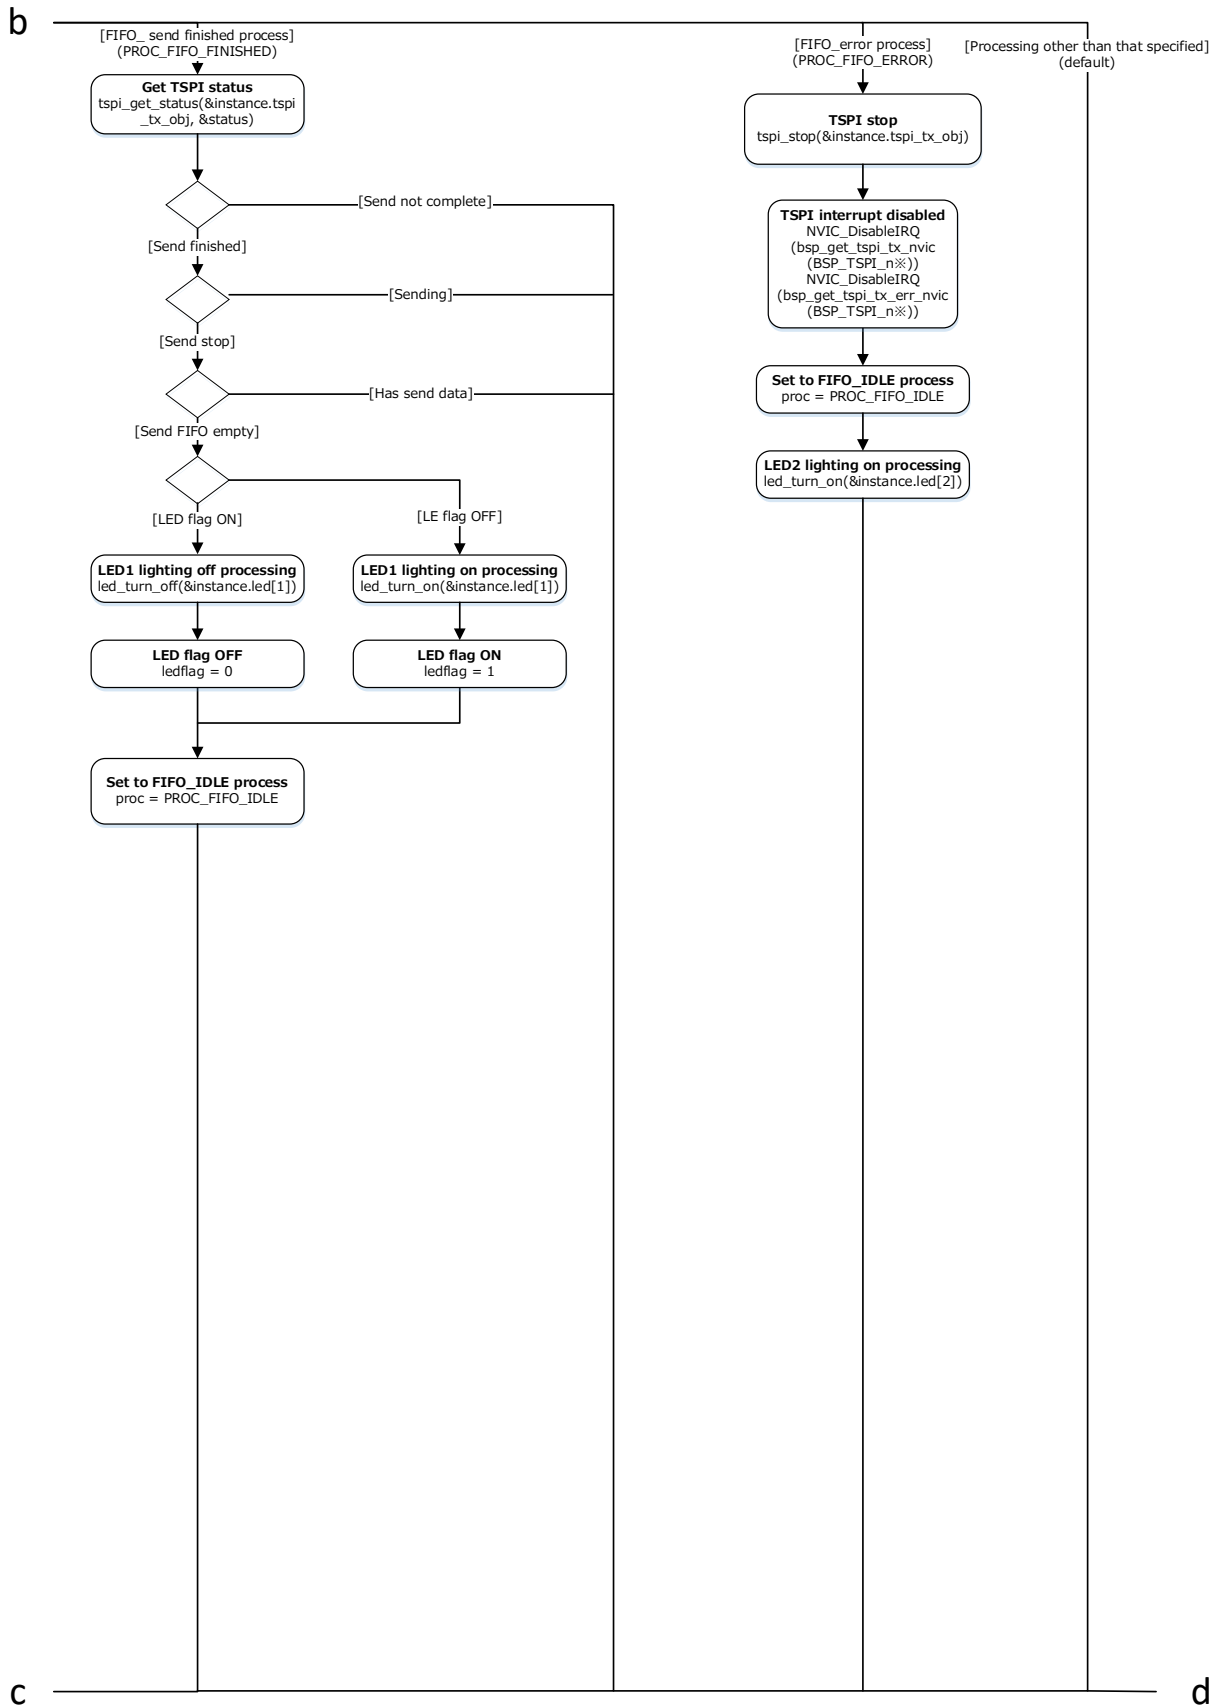 b
[FIFO_ send finished process]
(PROC_FIFO_FINISHED)
Get TSPI status
tspi_get_status(&instance.tspi
_tx_obj, &status)
[Send not complete]
[Send finished]
[Sending]
[Send stop]
[Has send data]
[Send FIFO empty]
[LED flag ON]
[LE flag OFF]
LED1 lighting off processing
led_turn_off(&instance.led[1])
LED1 lighting on processing
led_turn_on(&instance.led[1])
LED flag OFF
ledflag = 0
LED flag ON
ledflag = 1
Set to FIFO_IDLE process
proc = PROC_FIFO_IDLE
[FIFO_error process]
(PROC_FIFO_ERROR)
TSPI stop
tspi_stop(&instance.tspi_tx_obj)
TSPI interrupt disabled
NVIC_DisableIRQ
(bsp_get_tspi_tx_nvic
(BSP_TSPI_n※))
NVIC_DisableIRQ
(bsp_get_tspi_tx_err_nvic
(BSP_TSPI_n※))
Set to FIFO_IDLE process
proc = PROC_FIFO_IDLE
LED2 lighting on processing
led_turn_on(&instance.led[2])
[Processing other than that specified]
(default)
c
d